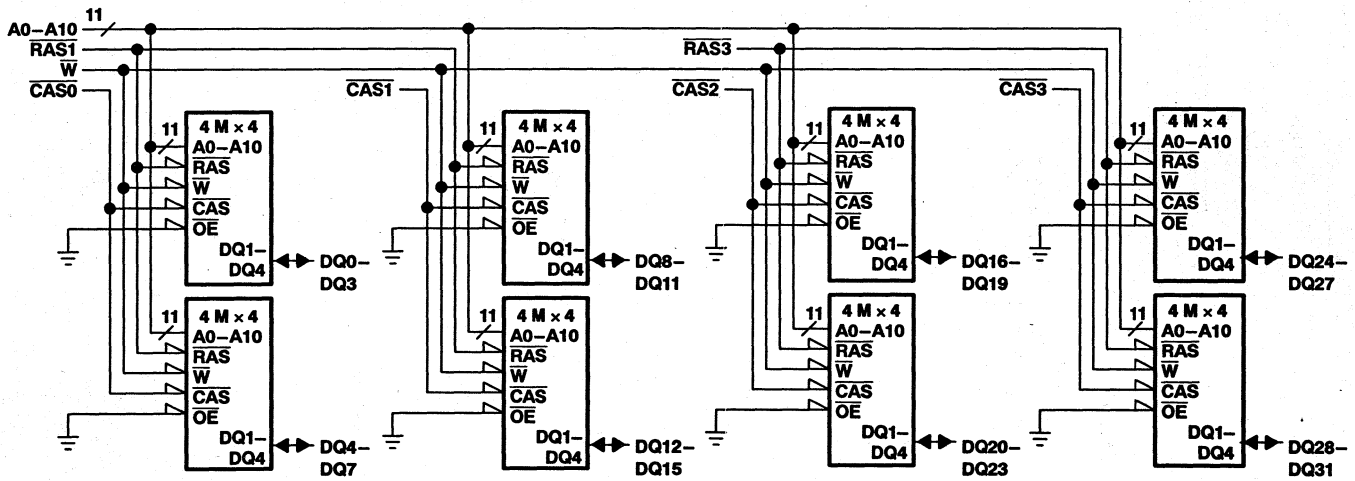 11
A0–A10
RAS1
RAS3
W
CAS0
CAS1
CAS2
CAS3
4 M × 4
11
A0–A10
RAS
W
CAS
OE
DQ1–
DQ4
DQ0–
DQ3
4 M × 4
11
A0–A10
RAS
W
CAS
OE
DQ1–
DQ4
DQ8–
DQ11
4 M × 4
11
A0–A10
RAS
W
CAS
OE
DQ1–
DQ4
DQ16–
DQ19
4 M × 4
11
A0–A10
RAS
W
CAS
OE
DQ1–
DQ4
DQ24–
DQ27
4 M × 4
11
A0–A10
RAS
W
CAS
OE
DQ1–
DQ4
DQ4–
DQ7
4 M × 4
11
A0–A10
RAS
W
CAS
OE
DQ1–
DQ4
DQ12–
DQ15
4 M × 4
11
A0–A10
RAS
W
CAS
OE
DQ1–
DQ4
DQ20–
DQ23
4 M × 4
11
A0–A10
RAS
W
CAS
OE
DQ1–
DQ4
DQ28–
DQ31